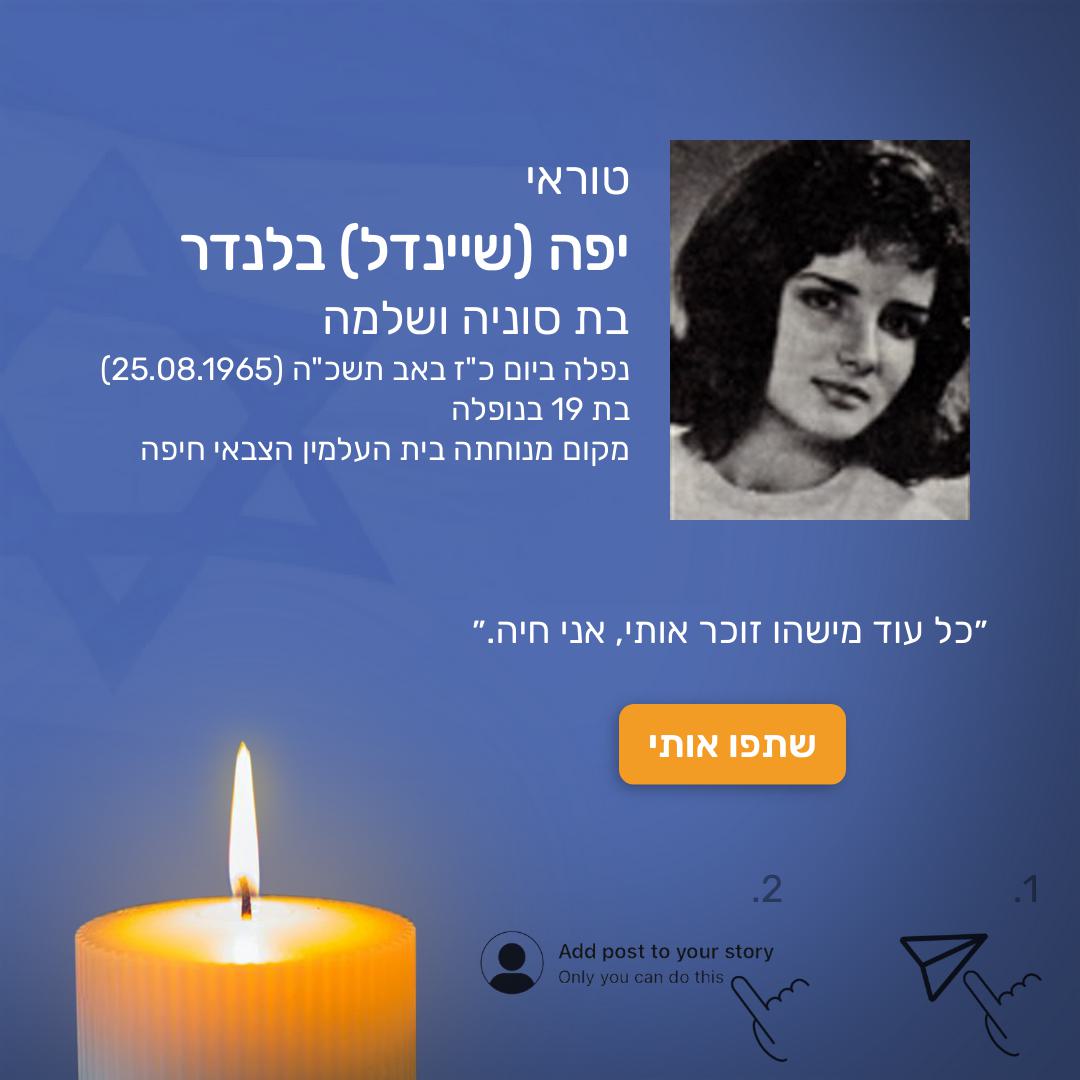 טוראי
יפה (שיינדל) בלנדר
בת סוניה ושלמה
נפלה ביום כ"ז באב תשכ"ה (25.08.1965)
בת 19 בנופלה
מקום מנוחתה בית העלמין הצבאי חיפה
״כל עוד מישהו זוכר אותי, אני חיה.״
שתפו אותי
1.
2.
Add post to your story
Only you can do this